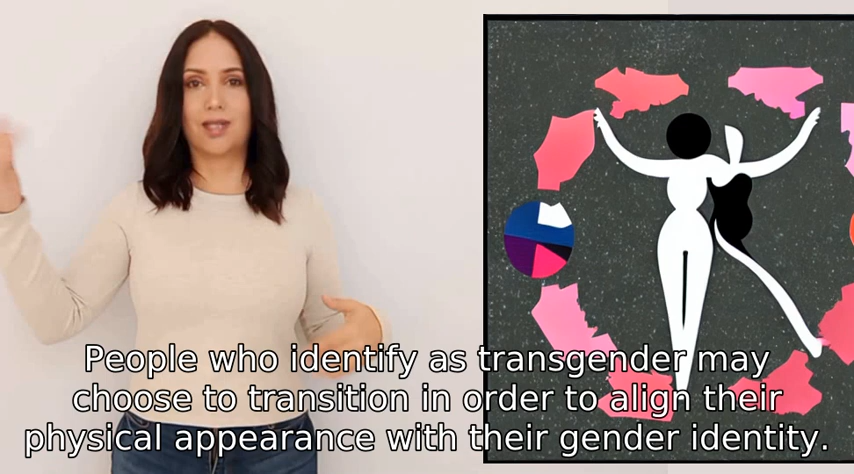 People who identify as transgender may
choose to transition in order to align their
physical appearance with their gender identity.